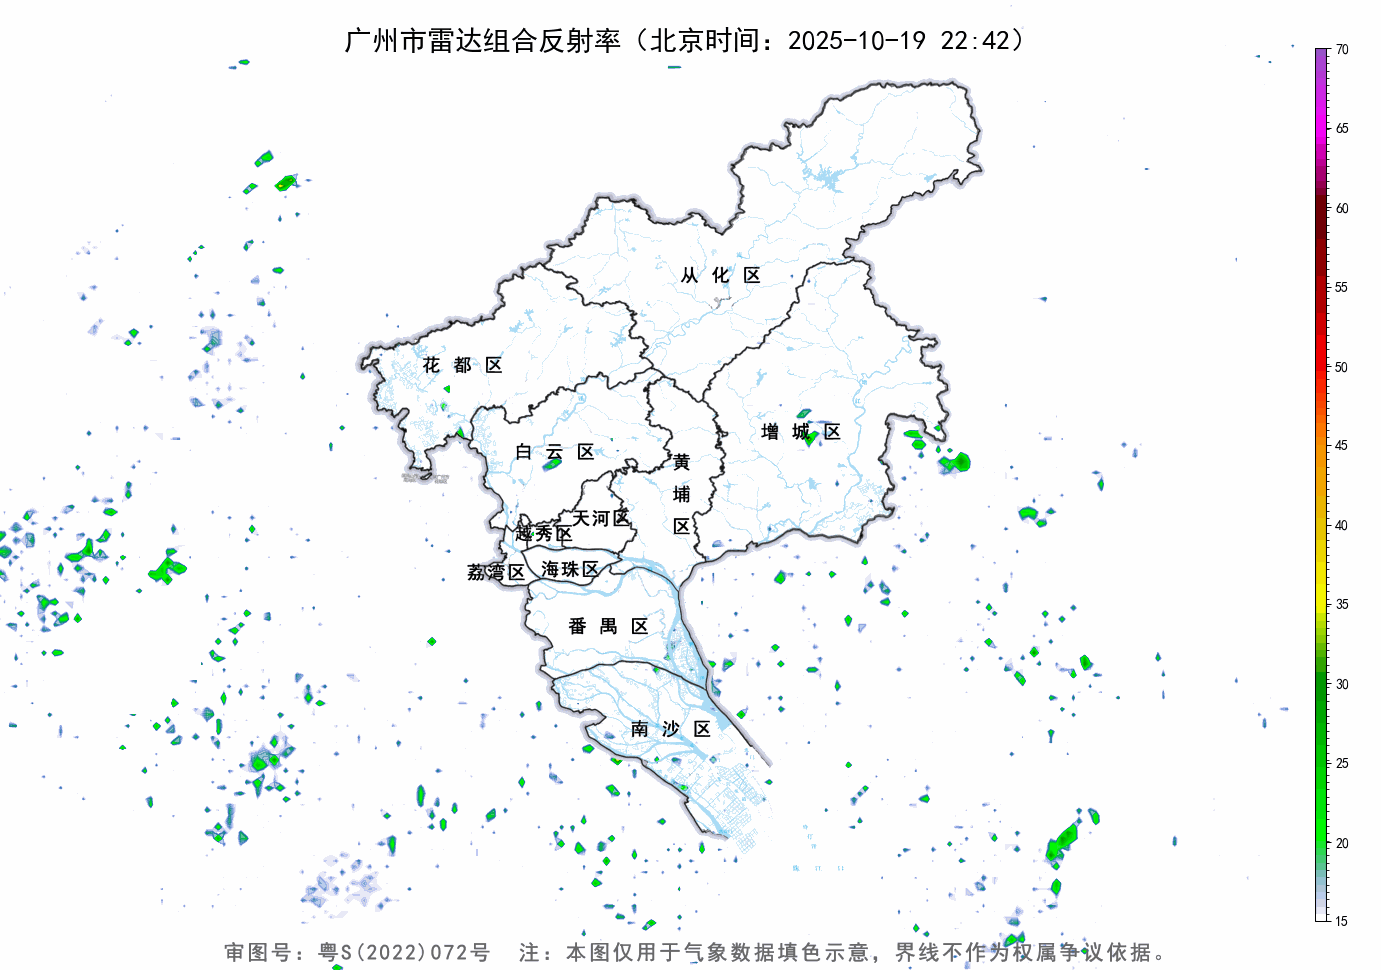 广州市雷达组合反射率（北京时间：2025-10-19 22:42）
70
65
60
55
50
45
40
35
30
25
20
15
从化区
花都区
增城区
白云区
黄埔区
天河区
越秀区
荔湾区
海珠区
番禺区
南沙区
审图号：粤S(2022)072号 注：本图仅用于气象数据填色示意，界线不作为权属争议依据。